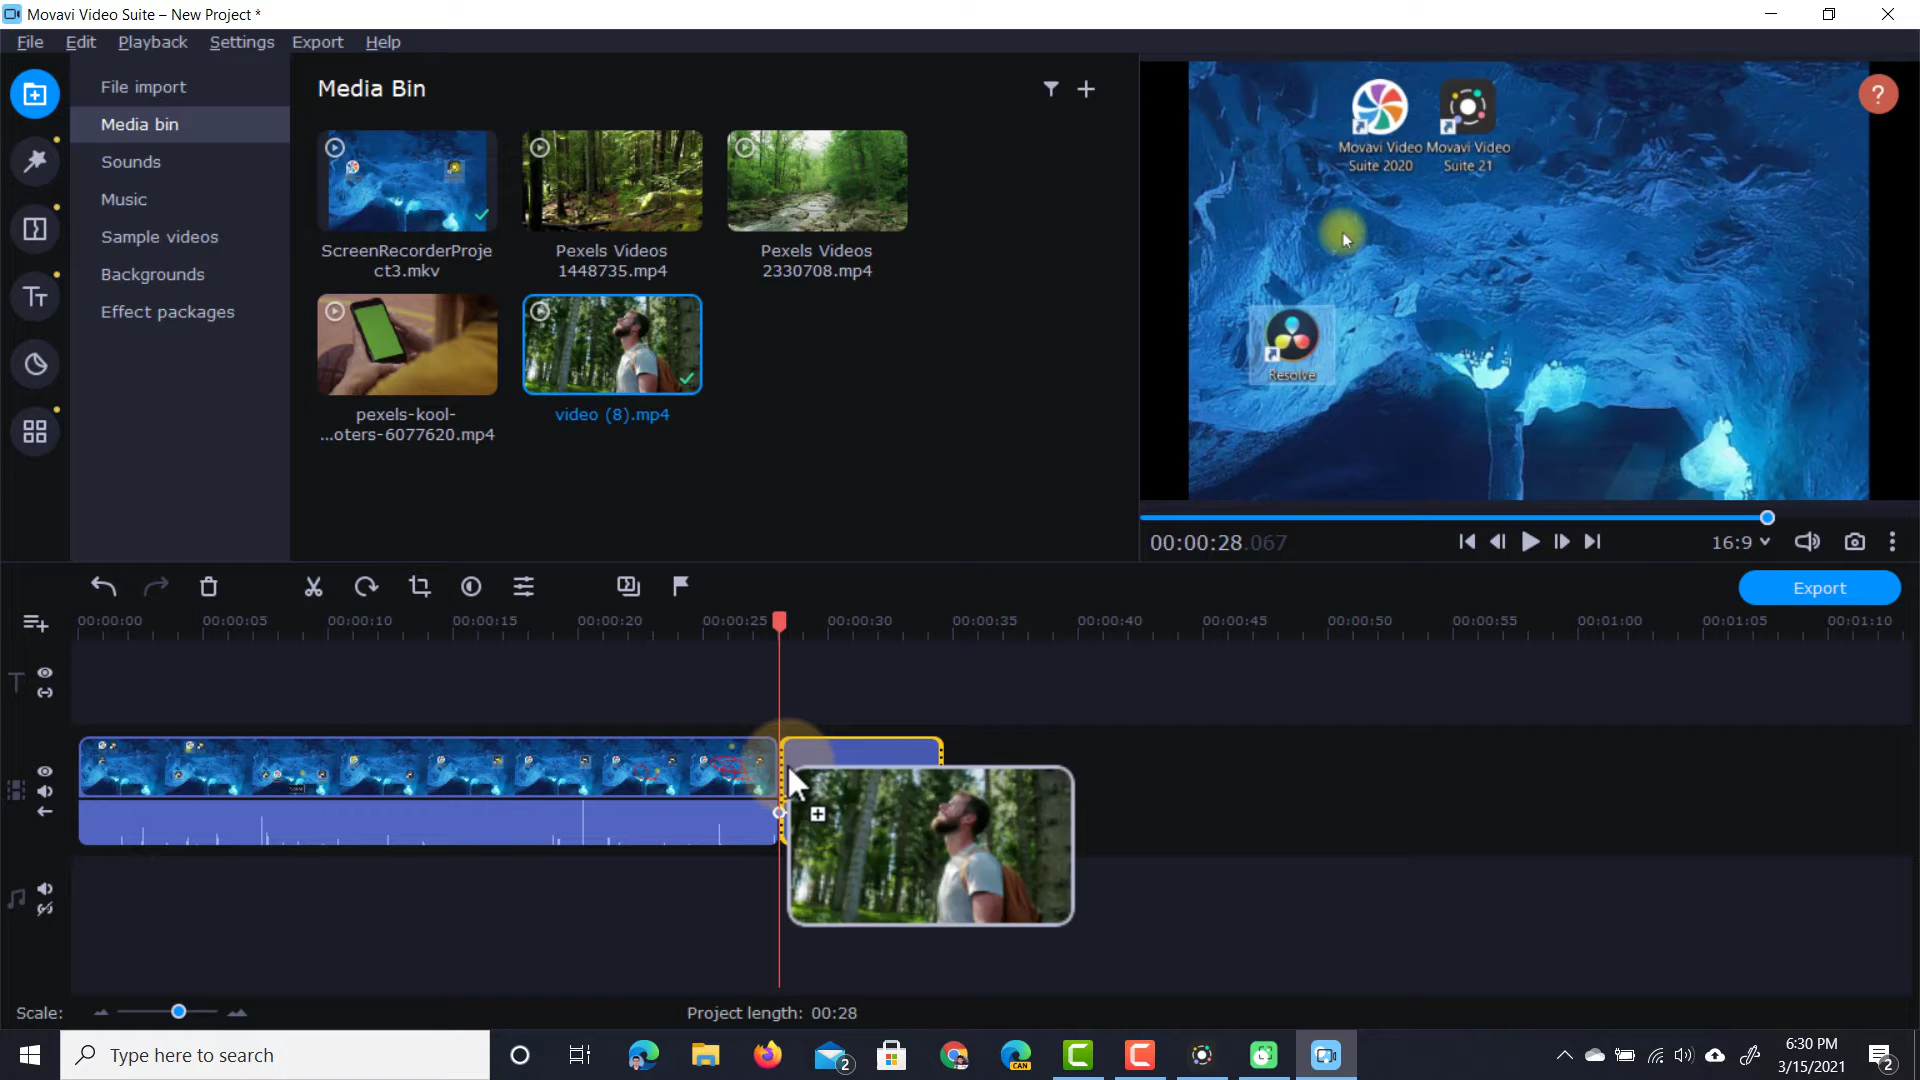 Movavi Video Suite – New Project *
File Edit Playback Settings Export Help
File import
Media bin
Sounds
Music
Sample videos
Backgrounds
Effect packages
Media Bin
ScreenRecorderProje
ct3.mkv
Pexels Videos
1448735.mp4
Pexels Videos
2330708.mp4
pexels-kool-
...oters-6077620.mp4
video (8).mp4
Movavi Video
Suite 2020
Movavi Video
Suite 21
Resolve
?
00:00:28.067
16:9
Export
00:00:00 00:00:05 00:00:10 00:00:15 00:00:20 00:00:25 00:00:30 00:00:35 00:00:40 00:00:45 00:00:50 00:00:55 00:01:00 00:01:05 00:01:10
Scale:
Project length: 00:28
Type here to search
2
CAN
6:30 PM
3/15/2021
2